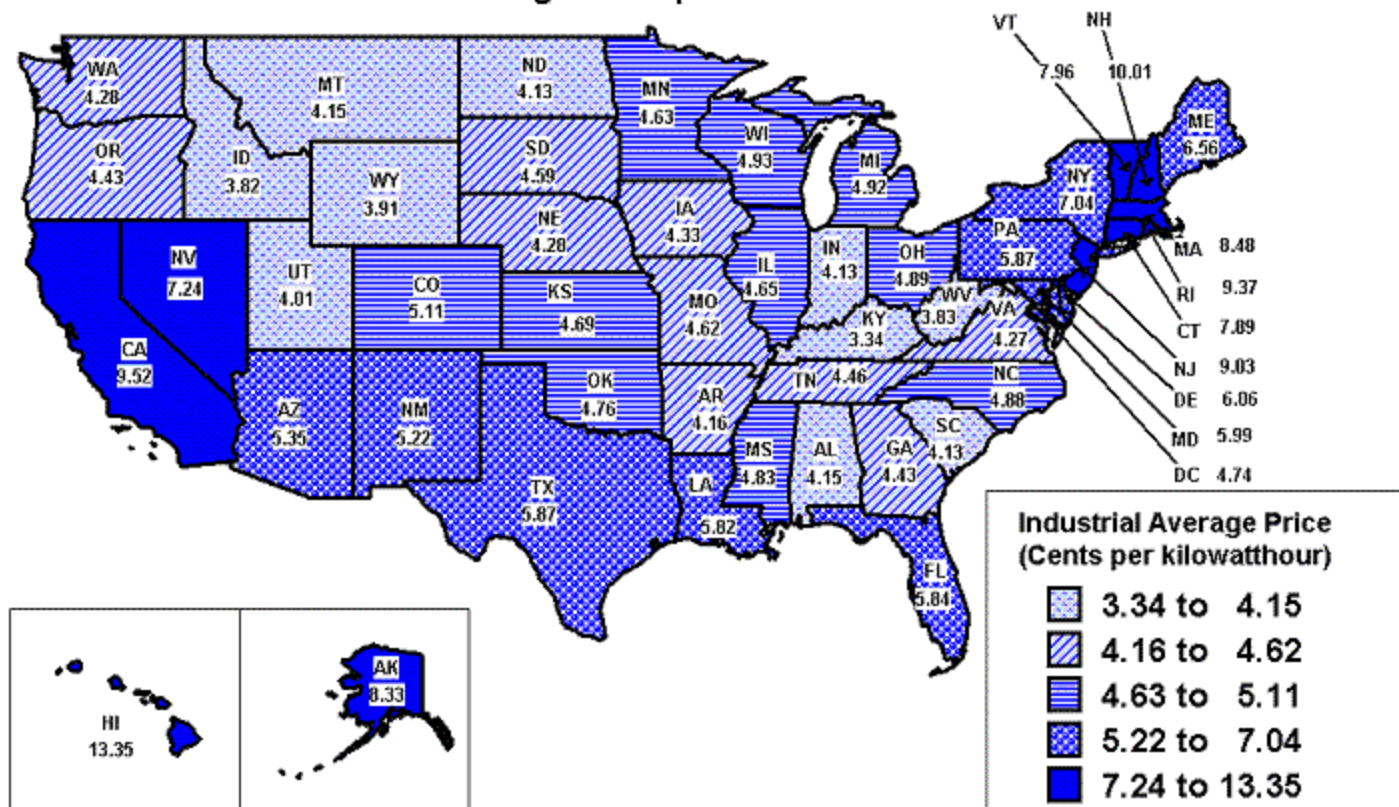 VT
NH
7.96
10.01
WA
4.28
MT
4.15
ND
4.13
MN
4.63
ME
6.56
OR
4.43
ID
3.82
WY
3.91
SD
4.59
WI
4.93
MI
4.92
NY
7.04
NE
4.28
IA
4.33
PA
5.87
NV
7.24
UT
4.01
CO
5.11
KS
4.69
IL
4.65
IN
4.13
OH
4.89
MO
4.62
WV
3.83
VA
4.27
KY
3.34
MA 8.48
RI 9.37
CT 7.89
NJ 9.03
DE 6.06
MD 5.99
DC 4.74
CA
9.52
AZ
5.35
NM
5.22
OK
4.76
AR
4.16
TN 4.46
NC
4.88
SC
4.13
MS
4.83
AL
4.15
GA
4.43
TX
5.87
LA
5.82
FL
5.84
HI
13.35
AK
8.33
Industrial Average Price
(Cents per kilowatthour)
3.34 to 4.15
4.16 to 4.62
4.63 to 5.11
5.22 to 7.04
7.24 to 13.35